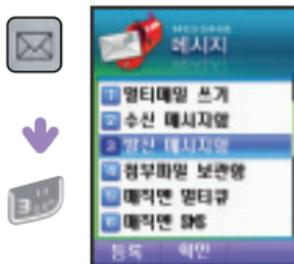 MESSAGE
메시지
1 멀티메일 쓰기
2 수신 메시지함
3 발신 메시지함
4 첨부파일 보관함
5 매직엔 멀티큐
6 매직엔 SMS
등록 확인
3